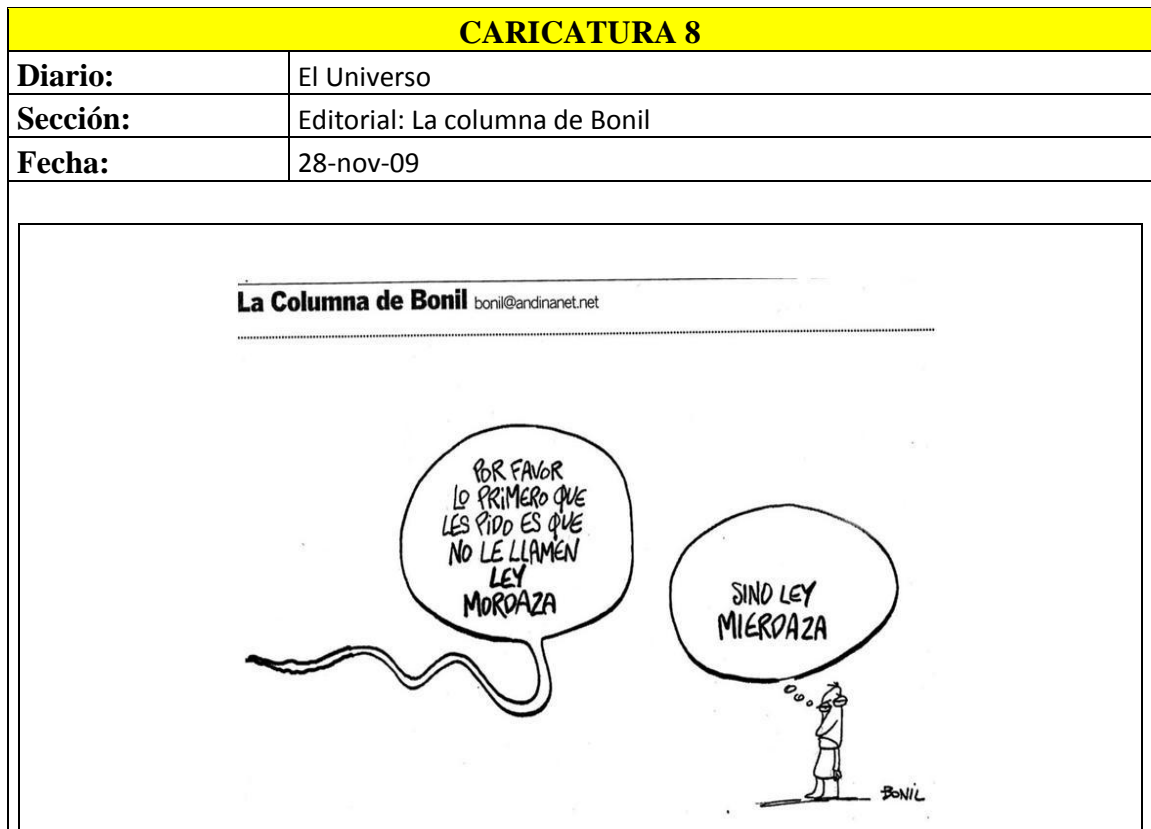 CARICATURA 8
Diario: El Universo
Sección: Editorial: La columna de Bonil
Fecha: 28-nov-09
La Columna de Bonil bonil@andinanet.net
POR FAVOR
LO PRIMERO QUE
LES PIDO ES QUE
NO LE LLAMEN
LEY
MORDAZA
SINO LEY
MIERDAZA
BONIL